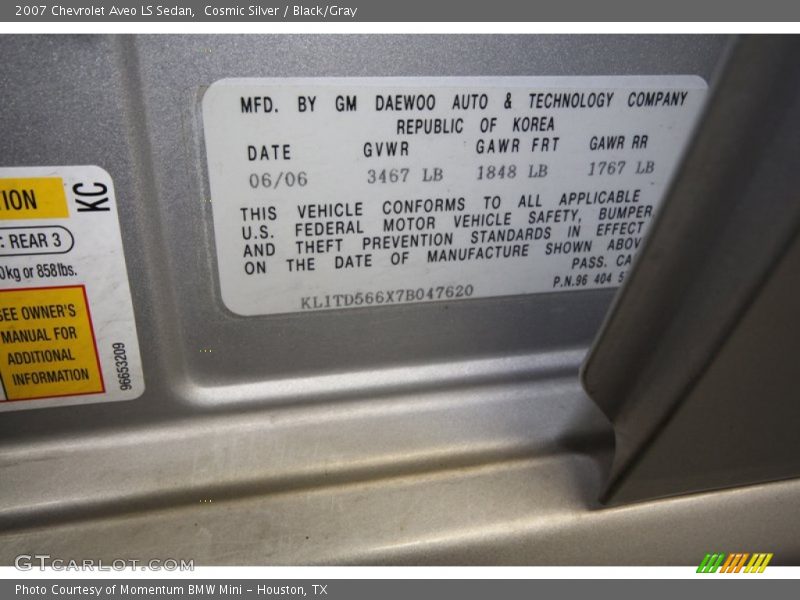 2007 Chevrolet Aveo LS Sedan, Cosmic Silver / Black/Gray
MFD. BY GM DAEWOO AUTO & TECHNOLOGY COMPANY
REPUBLIC OF KOREA
DATE GVWR GAWR FRT GAWR RR
06/06 3467 LB 1848 LB 1767 LB
THIS VEHICLE CONFORMS TO ALL APPLICABLE
U.S. FEDERAL MOTOR VEHICLE SAFETY, BUMPER,
AND THEFT PREVENTION STANDARDS IN EFFECT
ON THE DATE OF MANUFACTURE SHOWN ABOV
PASS. CA
P.N.96 404 5
KL1TD566X7B047620
TION
KC
: REAR 3
0kg or 858lbs.
SEE OWNER'S
MANUAL FOR
ADDITIONAL
INFORMATION
96653209
GTCARLOT.COM
Photo Courtesy of Momentum BMW Mini - Houston, TX